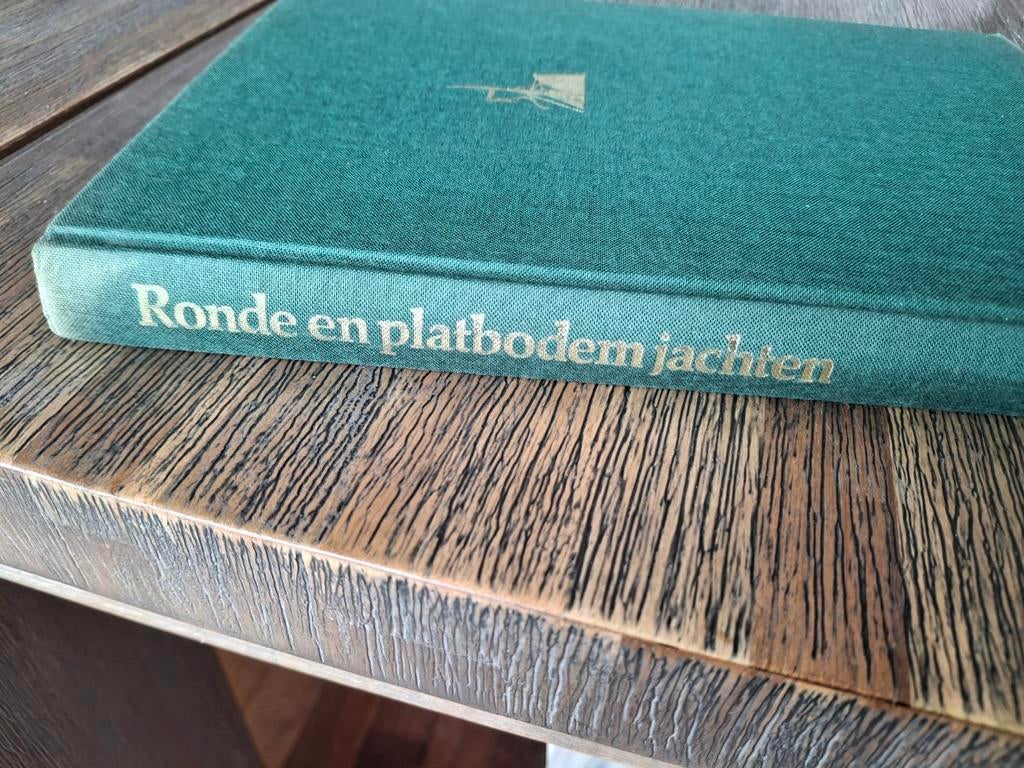 Ronde en platbodem jachten